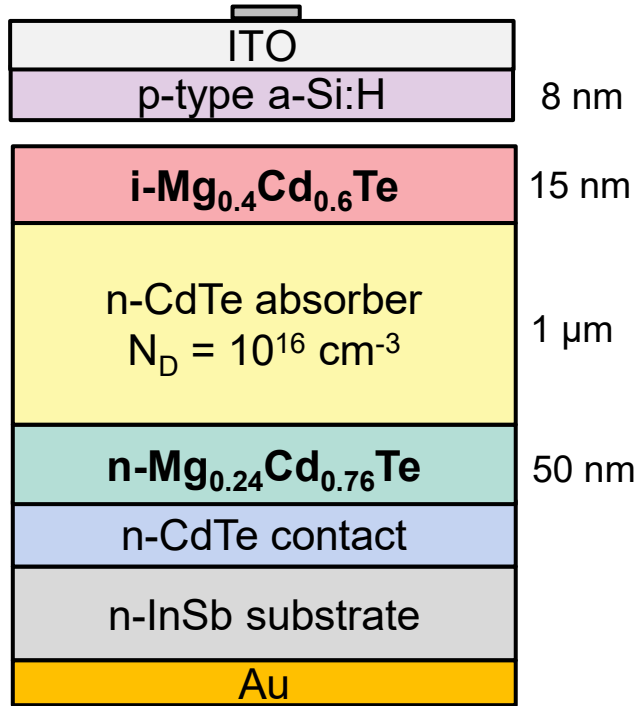 ITO
p-type a-Si:H 8 nm
i-Mg₀.₄Cd₀.₆Te 15 nm
n-CdTe absorber
N_D = 10¹⁶ cm⁻³ 1 µm
n-Mg₀.₂₄Cd₀.₇₆Te 50 nm
n-CdTe contact
n-InSb substrate
Au